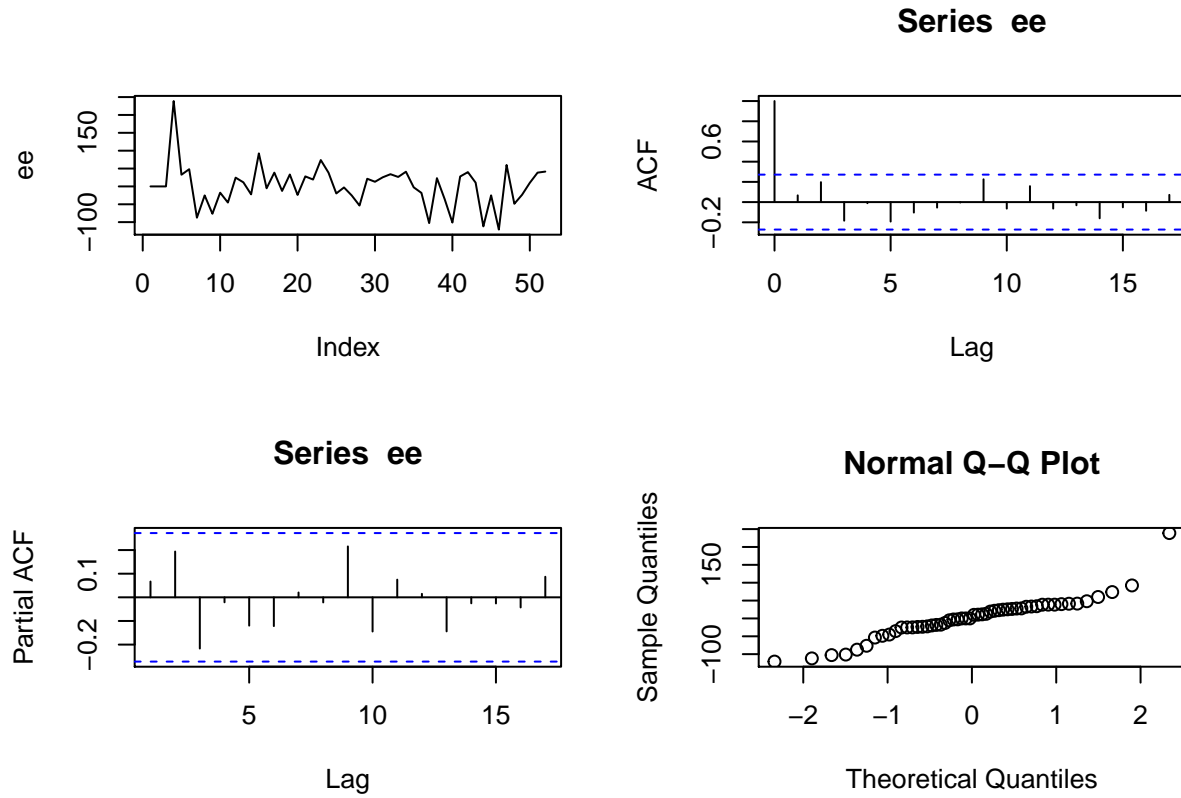 ee
−100
150
0
10
20
30
40
50
Index
Series ee
ACF
−0.2
0.6
0
5
10
15
Lag
Series ee
Partial ACF
−0.2
0.1
5
10
15
Lag
Normal Q−Q Plot
Sample Quantiles
−100
150
−2
−1
0
1
2
Theoretical Quantiles